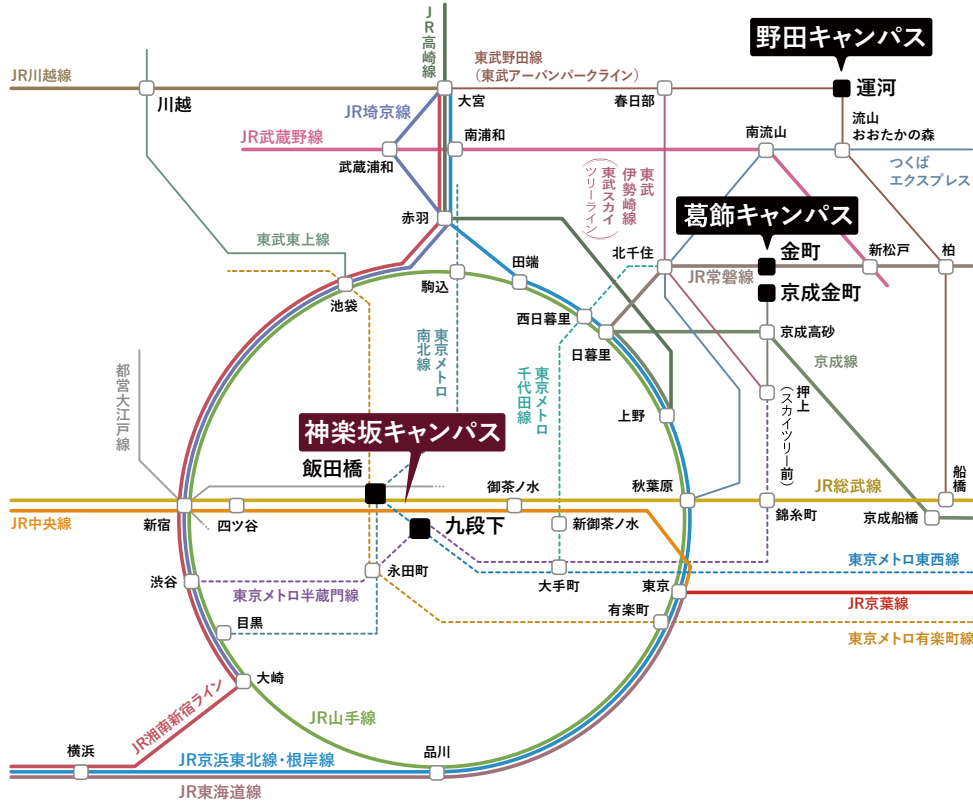 JR高崎線
野田キャンパス
東武野田線
（東武アーバンパークライン）
JR川越線
川越
大宮
春日部
運河
流山
おおたかの森
JR埼京線
JR武蔵野線
武蔵浦和
南浦和
南流山
つくば
エクスプレス
東武
伊勢崎線
（東武スカイ
ツリーライン）
葛飾キャンパス
赤羽
東武東上線
北千住
金町
新松戸
柏
JR常磐線
京成金町
池袋
駒込
田端
西日暮里
日暮里
京成高砂
京成線
東京メトロ
南北線
東京メトロ
千代田線
都営大江戸線
押上
（スカイツリー前）
上野
神楽坂キャンパス
飯田橋
御茶ノ水
秋葉原
JR総武線
船橋
JR中央線
新宿
四ツ谷
九段下
新御茶ノ水
錦糸町
京成船橋
東京メトロ東西線
渋谷
永田町
大手町
東京
東京メトロ半蔵門線
有楽町
JR京葉線
目黒
東京メトロ有楽町線
大崎
JR湘南新宿ライン
JR山手線
横浜
JR京浜東北線・根岸線
品川
JR東海道線